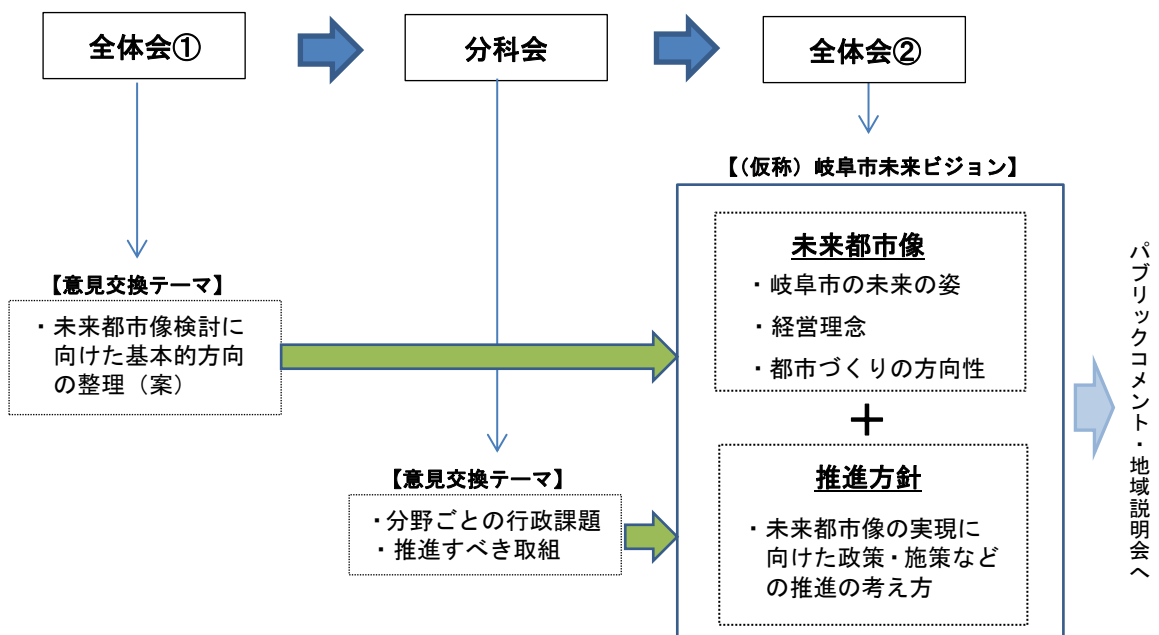 全体会①
分科会
全体会②
【(仮称）岐阜市未来ビジョン】
未来都市像
・岐阜市の未来の姿
・経営理念
・都市づくりの方向性
＋
推進方針
・未来都市像の実現に
向けた政策・施策など
の推進の考え方
【意見交換テーマ】
・未来都市像検討に
向けた基本的方向
の整理（案）
【意見交換テーマ】
・分野ごとの行政課題
・推進すべき取組
パブリックコメント・地域説明会へ